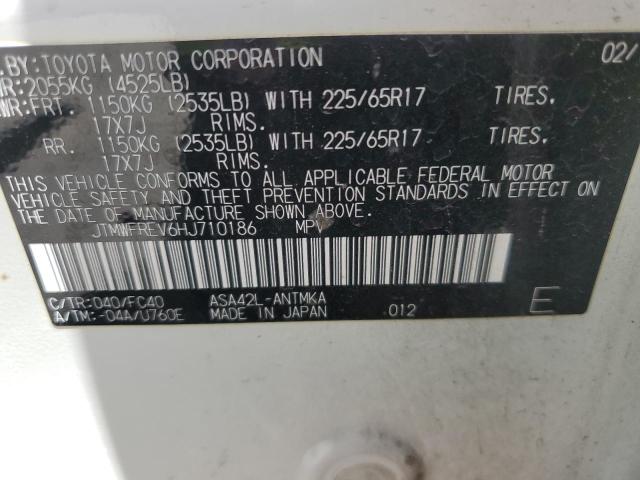 . BY: TOYOTA MOTOR CORPORATION 02/
WR: 2055KG (4525LB)
WR: FRT. 1150KG (2535LB) WITH 225/65R17 TIRES.
17X7J RIMS.
RR. 1150KG (2535LB) WITH 225/65R17 TIRES.
17X7J RIMS.
THIS VEHICLE CONFORMS TO ALL APPLICABLE FEDERAL MOTOR
VEHICLE SAFETY AND THEFT PREVENTION STANDARDS IN EFFECT ON
THE DATE OF MANUFACTURE SHOWN ABOVE.
JTMWFREV6HJ710186 MPV
C/TR: 040/FC40 ASA42L-ANTMKA
A/TM: -04A/U760E MADE IN JAPAN 012 E